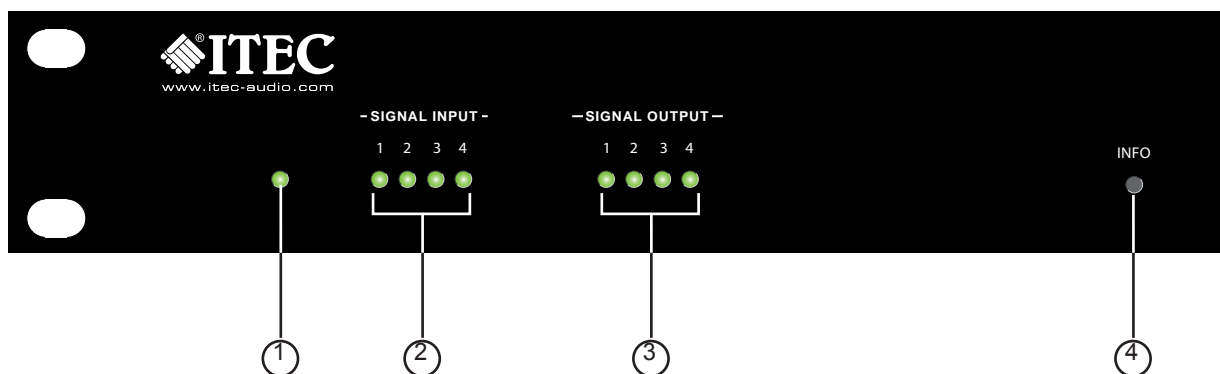 ®ITEC
www.itec-audio.com
- SIGNAL INPUT -
1 2 3 4
— SIGNAL OUTPUT —
1 2 3 4
INFO
1
2
3
4